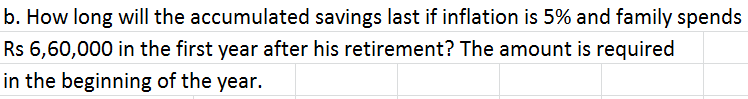 b. How long will the accumulated savings last if inflation is 5% and family spends
Rs 6,60,000 in the first year after his retirement? The amount is required
in the beginning of the year.